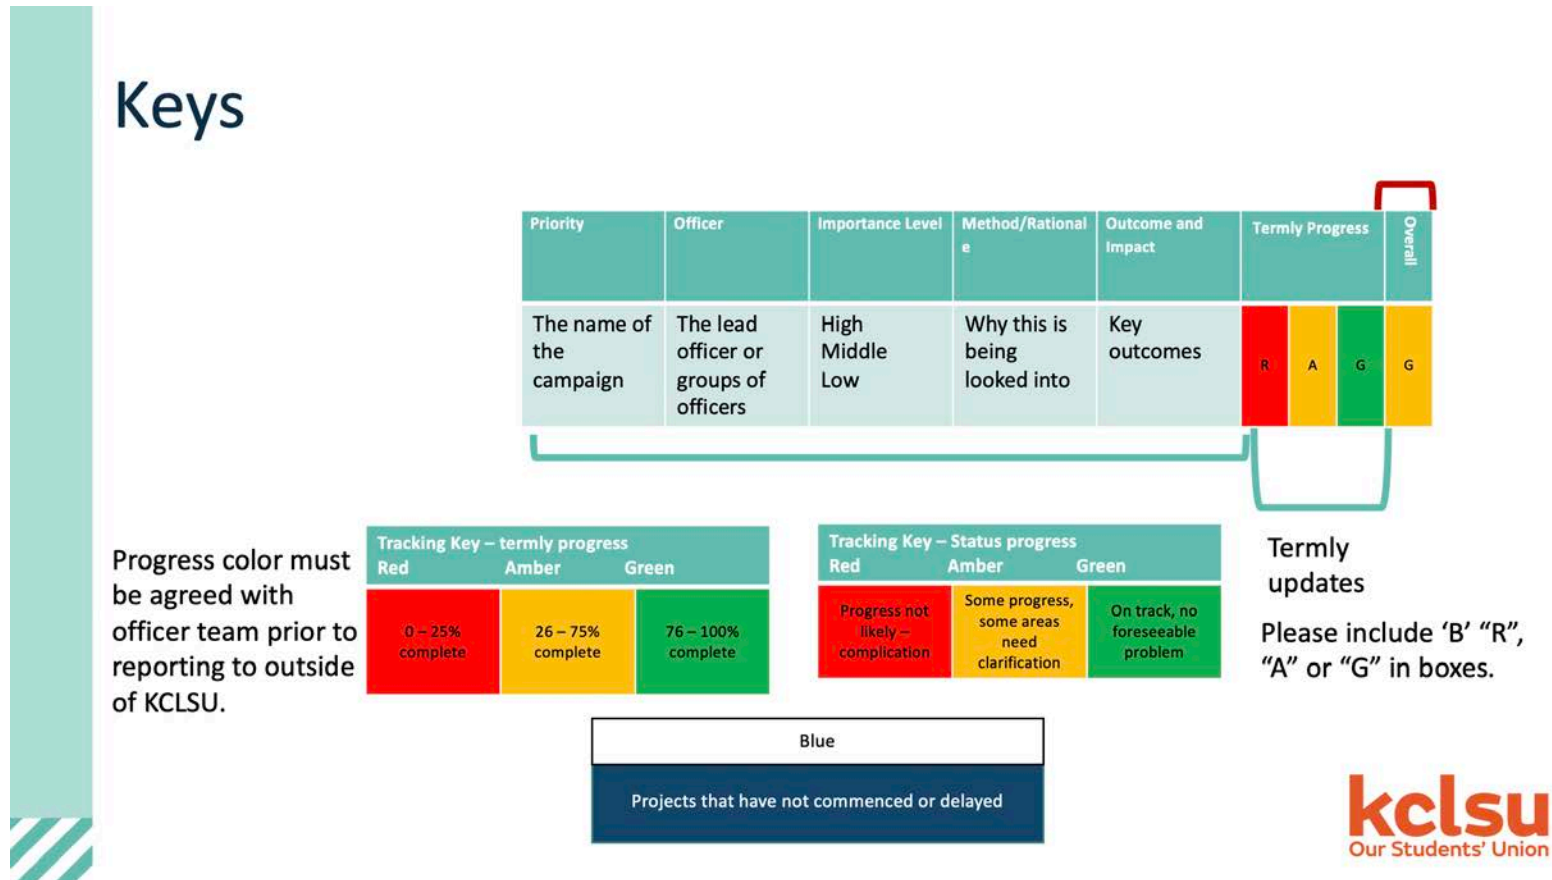 Keys
Priority
Officer
Importance Level
Method/Rational
e
Outcome and
Impact
Termly Progress
Overall
The name of
the
campaign
The lead
officer or
groups of
officers
High
Middle
Low
Why this is
being
looked into
Key
outcomes
R
A
G
G
Progress color must
be agreed with
officer team prior to
reporting to outside
of KCLSU.
Tracking Key – termly progress
Red Amber Green
0 – 25%
complete
26 – 75%
complete
76 – 100%
complete
Tracking Key – Status progress
Red Amber Green
Progress not
likely –
complication
Some progress,
some areas
need
clarification
On track, no
foreseeable
problem
Termly
updates
Please include ‘B’ “R”,
“A” or “G” in boxes.
Blue
Projects that have not commenced or delayed
kclsu
Our Students’ Union